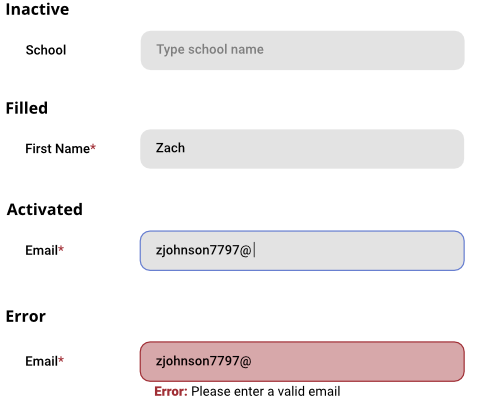 Inactive
School Type school name
Filled
First Name* Zach
Activated
Email* zjohnson7797@
Error
Email* zjohnson7797@
Error: Please enter a valid email